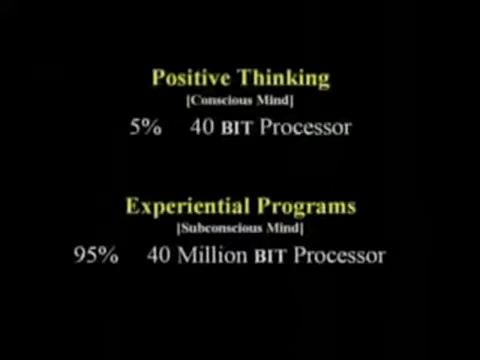 Positive Thinking
[Conscious Mind]
5% 40 BIT Processor
Experiential Programs
[Subconscious Mind]
95% 40 Million BIT Processor